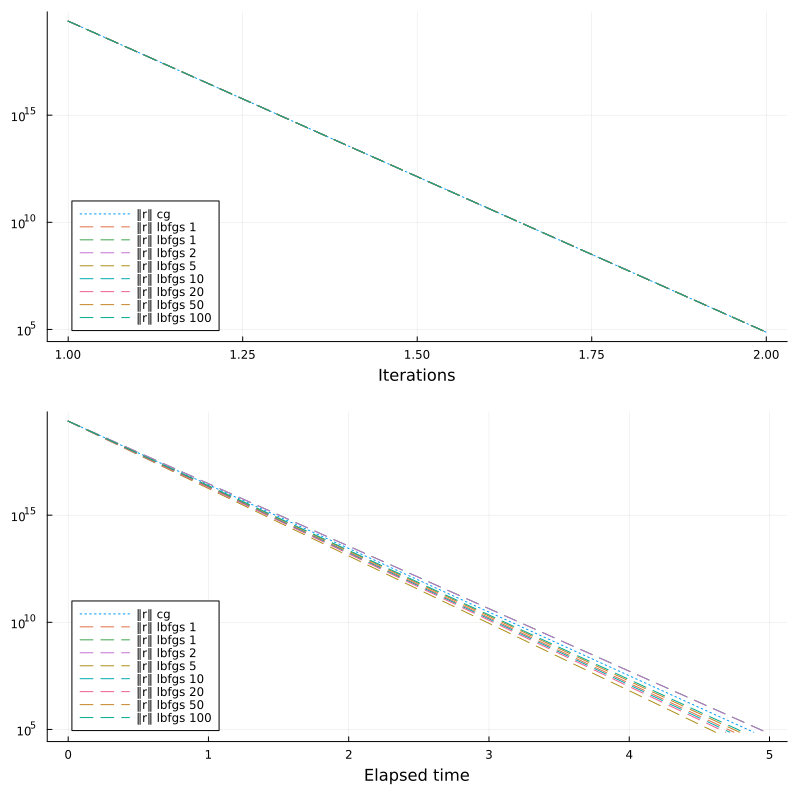 10^15
10^10
10^5
‖r‖ cg
‖r‖ lbfgs 1
‖r‖ lbfgs 1
‖r‖ lbfgs 2
‖r‖ lbfgs 5
‖r‖ lbfgs 10
‖r‖ lbfgs 20
‖r‖ lbfgs 50
‖r‖ lbfgs 100
1.00 1.25 1.50 1.75 2.00
Iterations
10^15
10^10
10^5
‖r‖ cg
‖r‖ lbfgs 1
‖r‖ lbfgs 1
‖r‖ lbfgs 2
‖r‖ lbfgs 5
‖r‖ lbfgs 10
‖r‖ lbfgs 20
‖r‖ lbfgs 50
‖r‖ lbfgs 100
0 1 2 3 4 5
Elapsed time